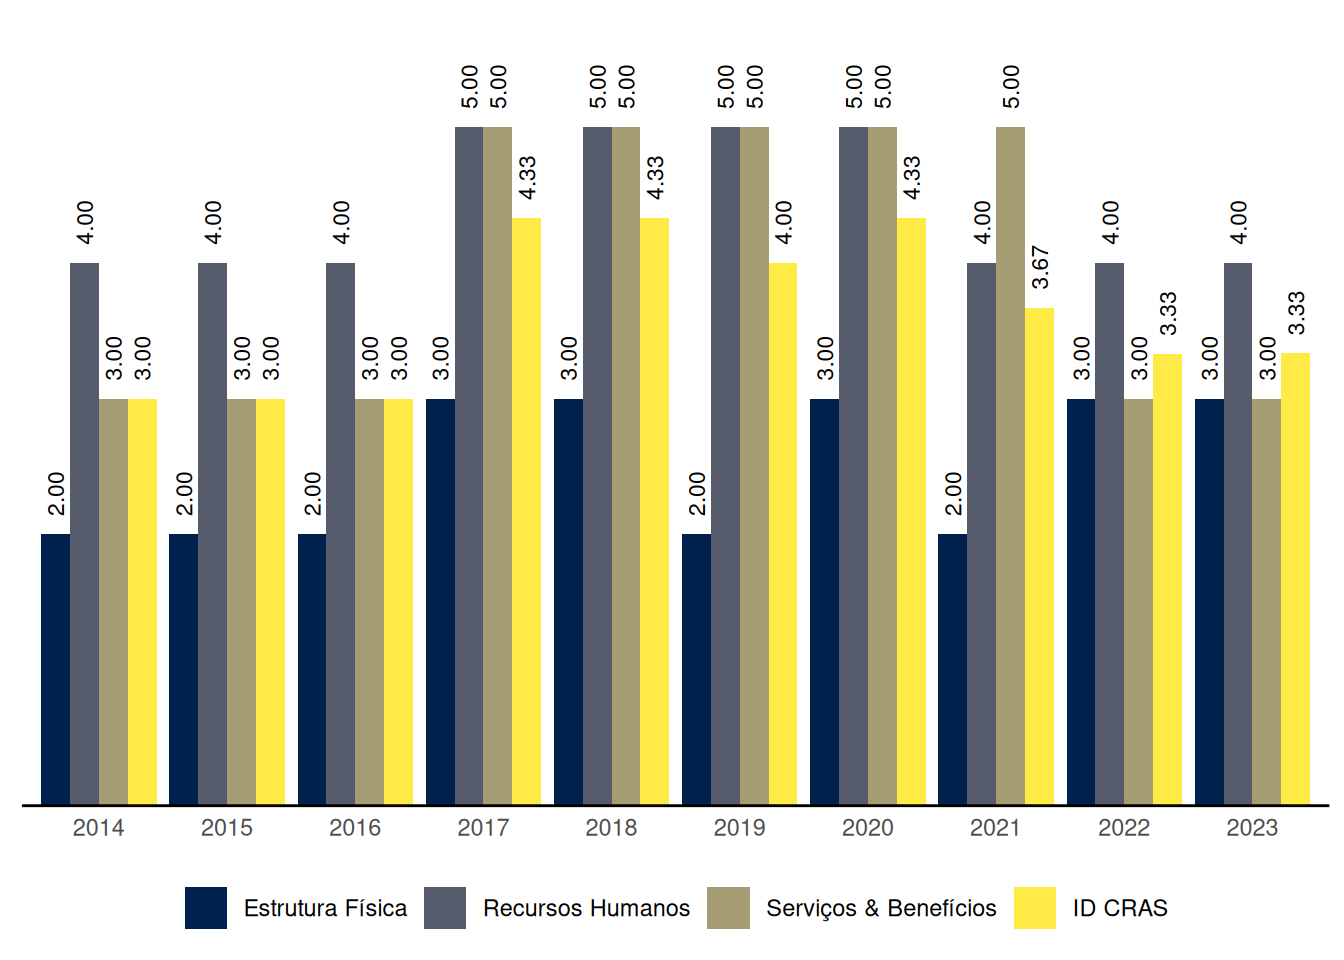 5.00 5.00 5.00 5.00 5.00 5.00 5.00 5.00 5.00
4.33 4.33 4.33
4.00 4.00 4.00 4.00 4.00 4.00 4.00
3.67
3.33 3.33
3.00 3.00 3.00 3.00 3.00 3.00 3.00 3.00 3.00 3.00 3.00 3.00 3.00
2.00 2.00 2.00 2.00 2.00
2014 2015 2016 2017 2018 2019 2020 2021 2022 2023
Estrutura Física Recursos Humanos Serviços & Benefícios ID CRAS